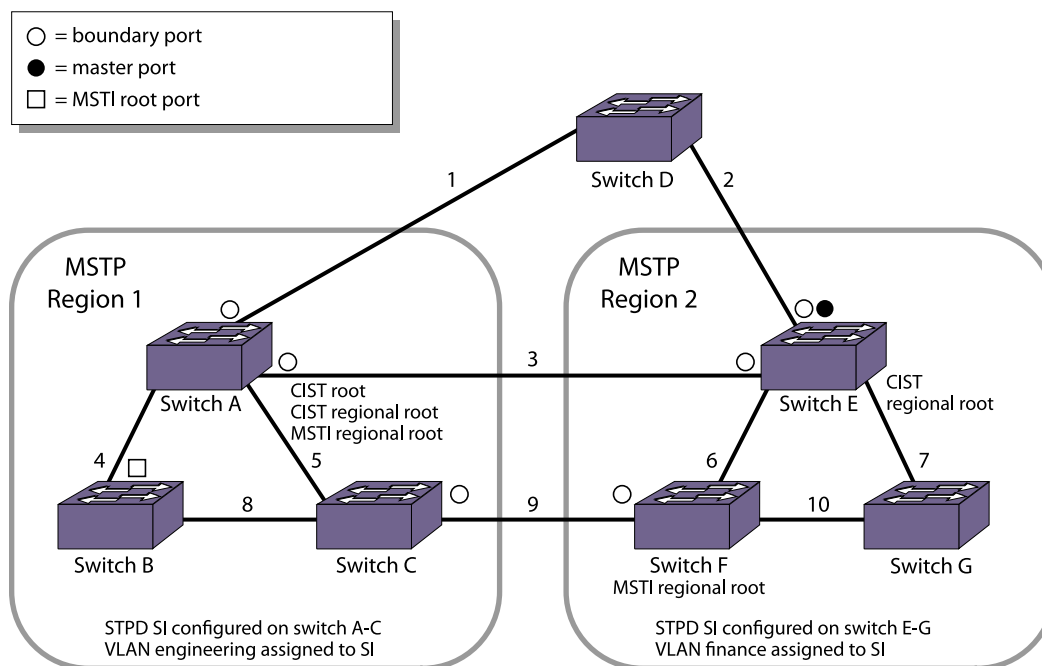 = boundary port
= master port
= MSTI root port
Switch D
1
2
MSTP
Region 1
MSTP
Region 2
3
Switch A
CIST root
CIST regional root
MSTI regional root
Switch E
CIST
regional root
4
5
6
7
8
9
10
Switch B
Switch C
Switch F
MSTI regional root
Switch G
STPD SI configured on switch A-C
VLAN engineering assigned to SI
STPD SI configured on switch E-G
VLAN finance assigned to SI